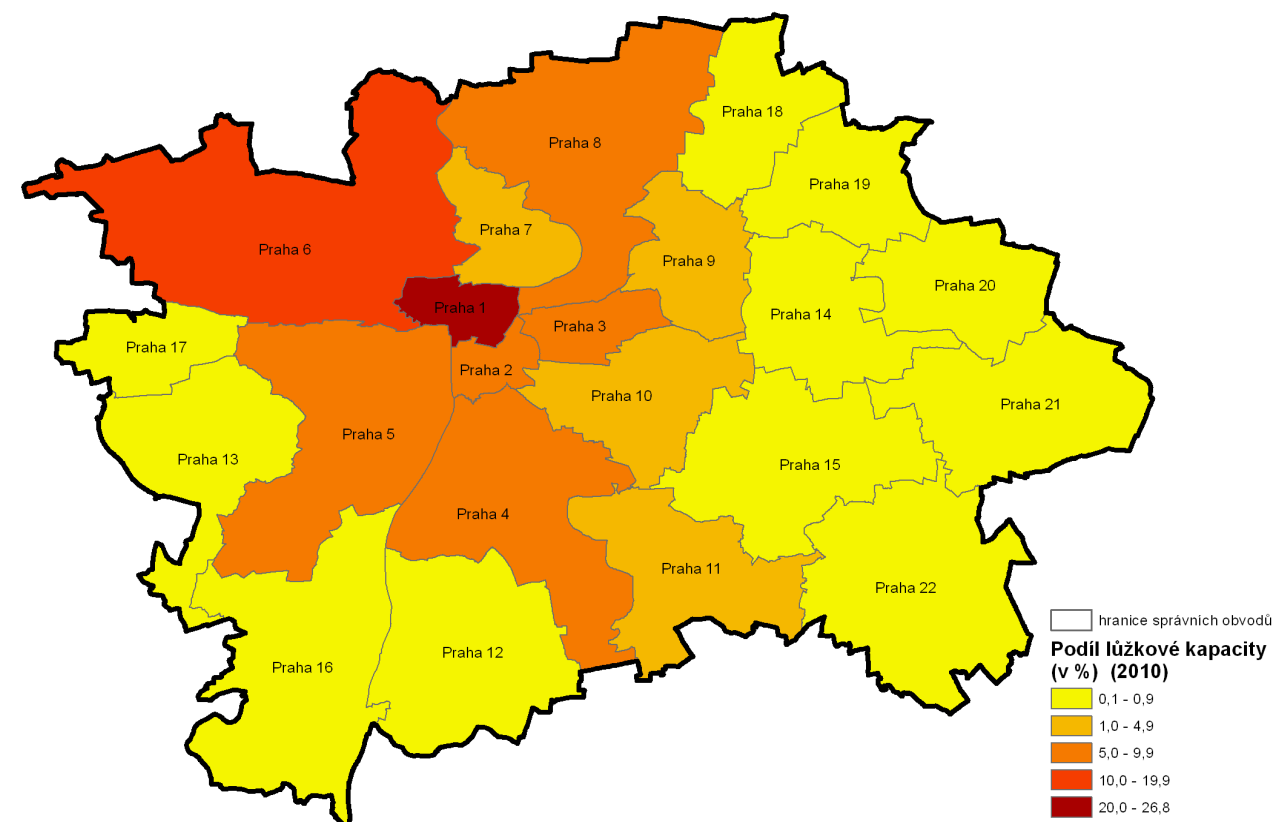 Praha 18
Praha 8
Praha 19
Praha 7
Praha 6
Praha 9
Praha 20
Praha 1
Praha 14
Praha 3
Praha 17
Praha 2
Praha 10
Praha 21
Praha 5
Praha 13
Praha 15
Praha 4
Praha 11
Praha 22
Praha 12
Praha 16
hranice správních obvodů
Podíl lůžkové kapacity
(v %) (2010)
0,1 - 0,9
1,0 - 4,9
5,0 - 9,9
10,0 - 19,9
20,0 - 26,8